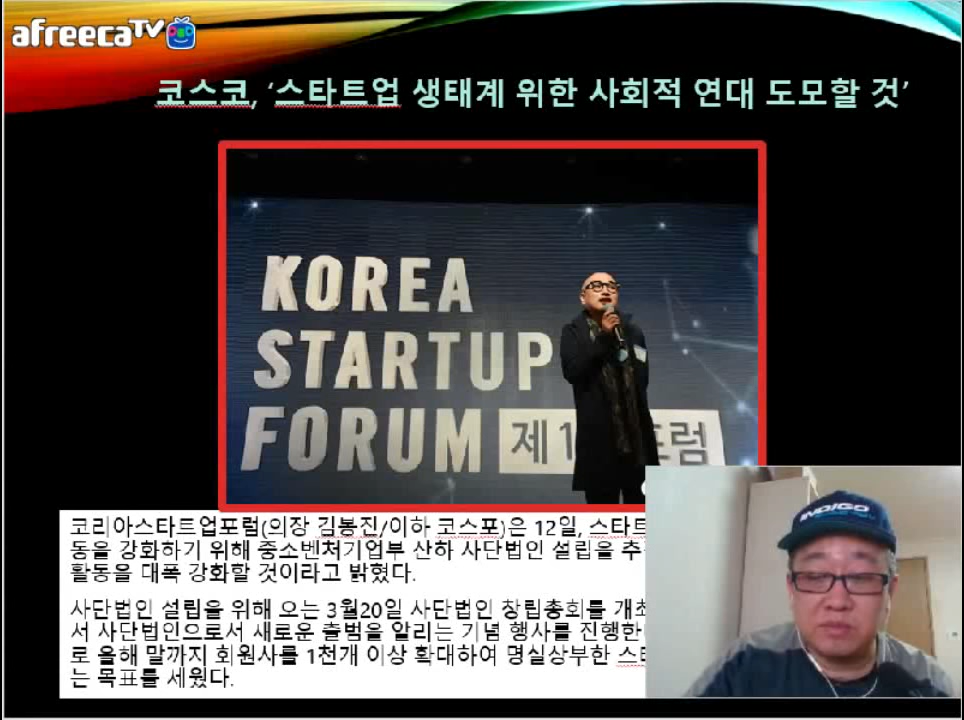 afreecaTV
코스코, ‘스타트업 생태계 위한 사회적 연대 도모할 것’
KOREA
STARTUP
FORUM 제1
럼
코리아스타트업포럼(의장 김봉진/이하 코스포)은 12일, 스타트
동을 강화하기 위해 중소벤처기업부 산하 사단법인 설립을 추
활동을 대폭 강화할 것이라고 밝혔다.
사단법인 설립을 위해 오는 3월20일 사단법인 창립총회를 개최
서 사단법인으로서 새로운 출범을 알리는 기념 행사를 진행한
로 올해 말까지 회원사를 1천개 이상 확대하여 명실상부한
는 목표를 세웠다.
INDIGO